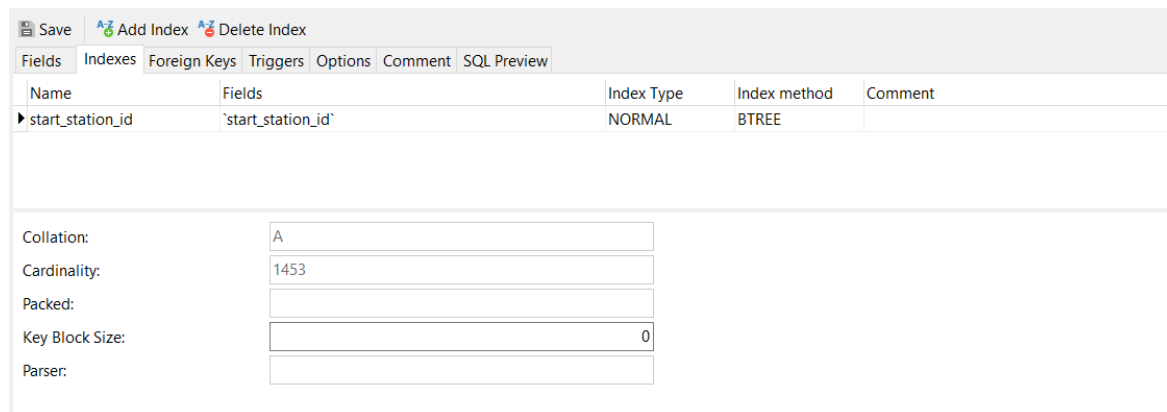 Save Add Index Delete Index
Fields Indexes Foreign Keys Triggers Options Comment SQL Preview
Name Fields Index Type Index method Comment
start_station_id `start_station_id` NORMAL BTREE
Collation: A
Cardinality: 1453
Packed:
Key Block Size: 0
Parser: